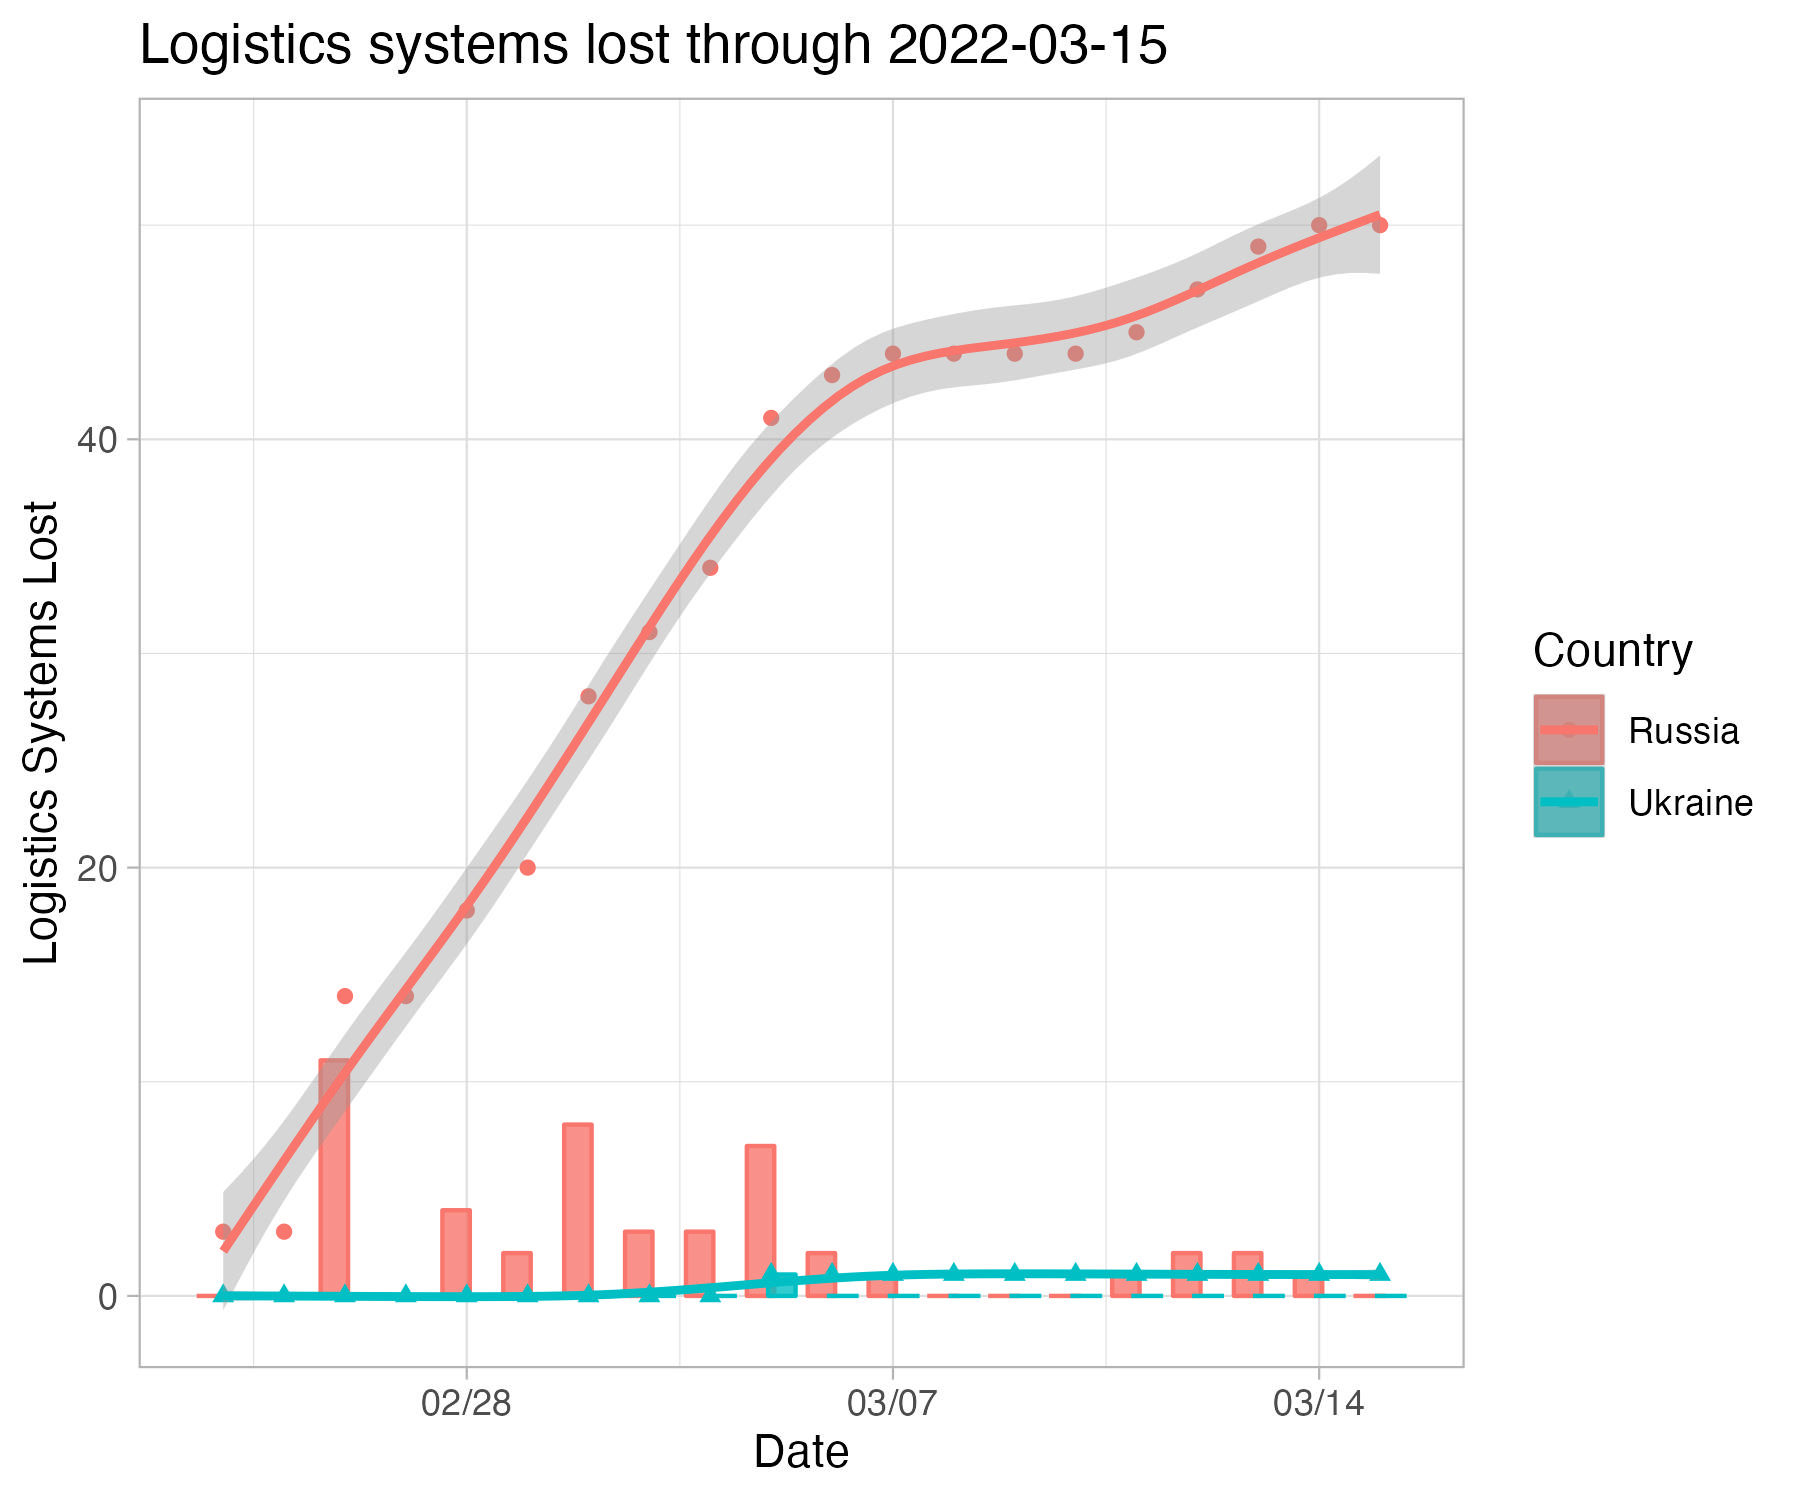 Logistics systems lost through 2022-03-15
Logistics Systems Lost
40
20
0
02/28
03/07
03/14
Date
Country
Russia
Ukraine